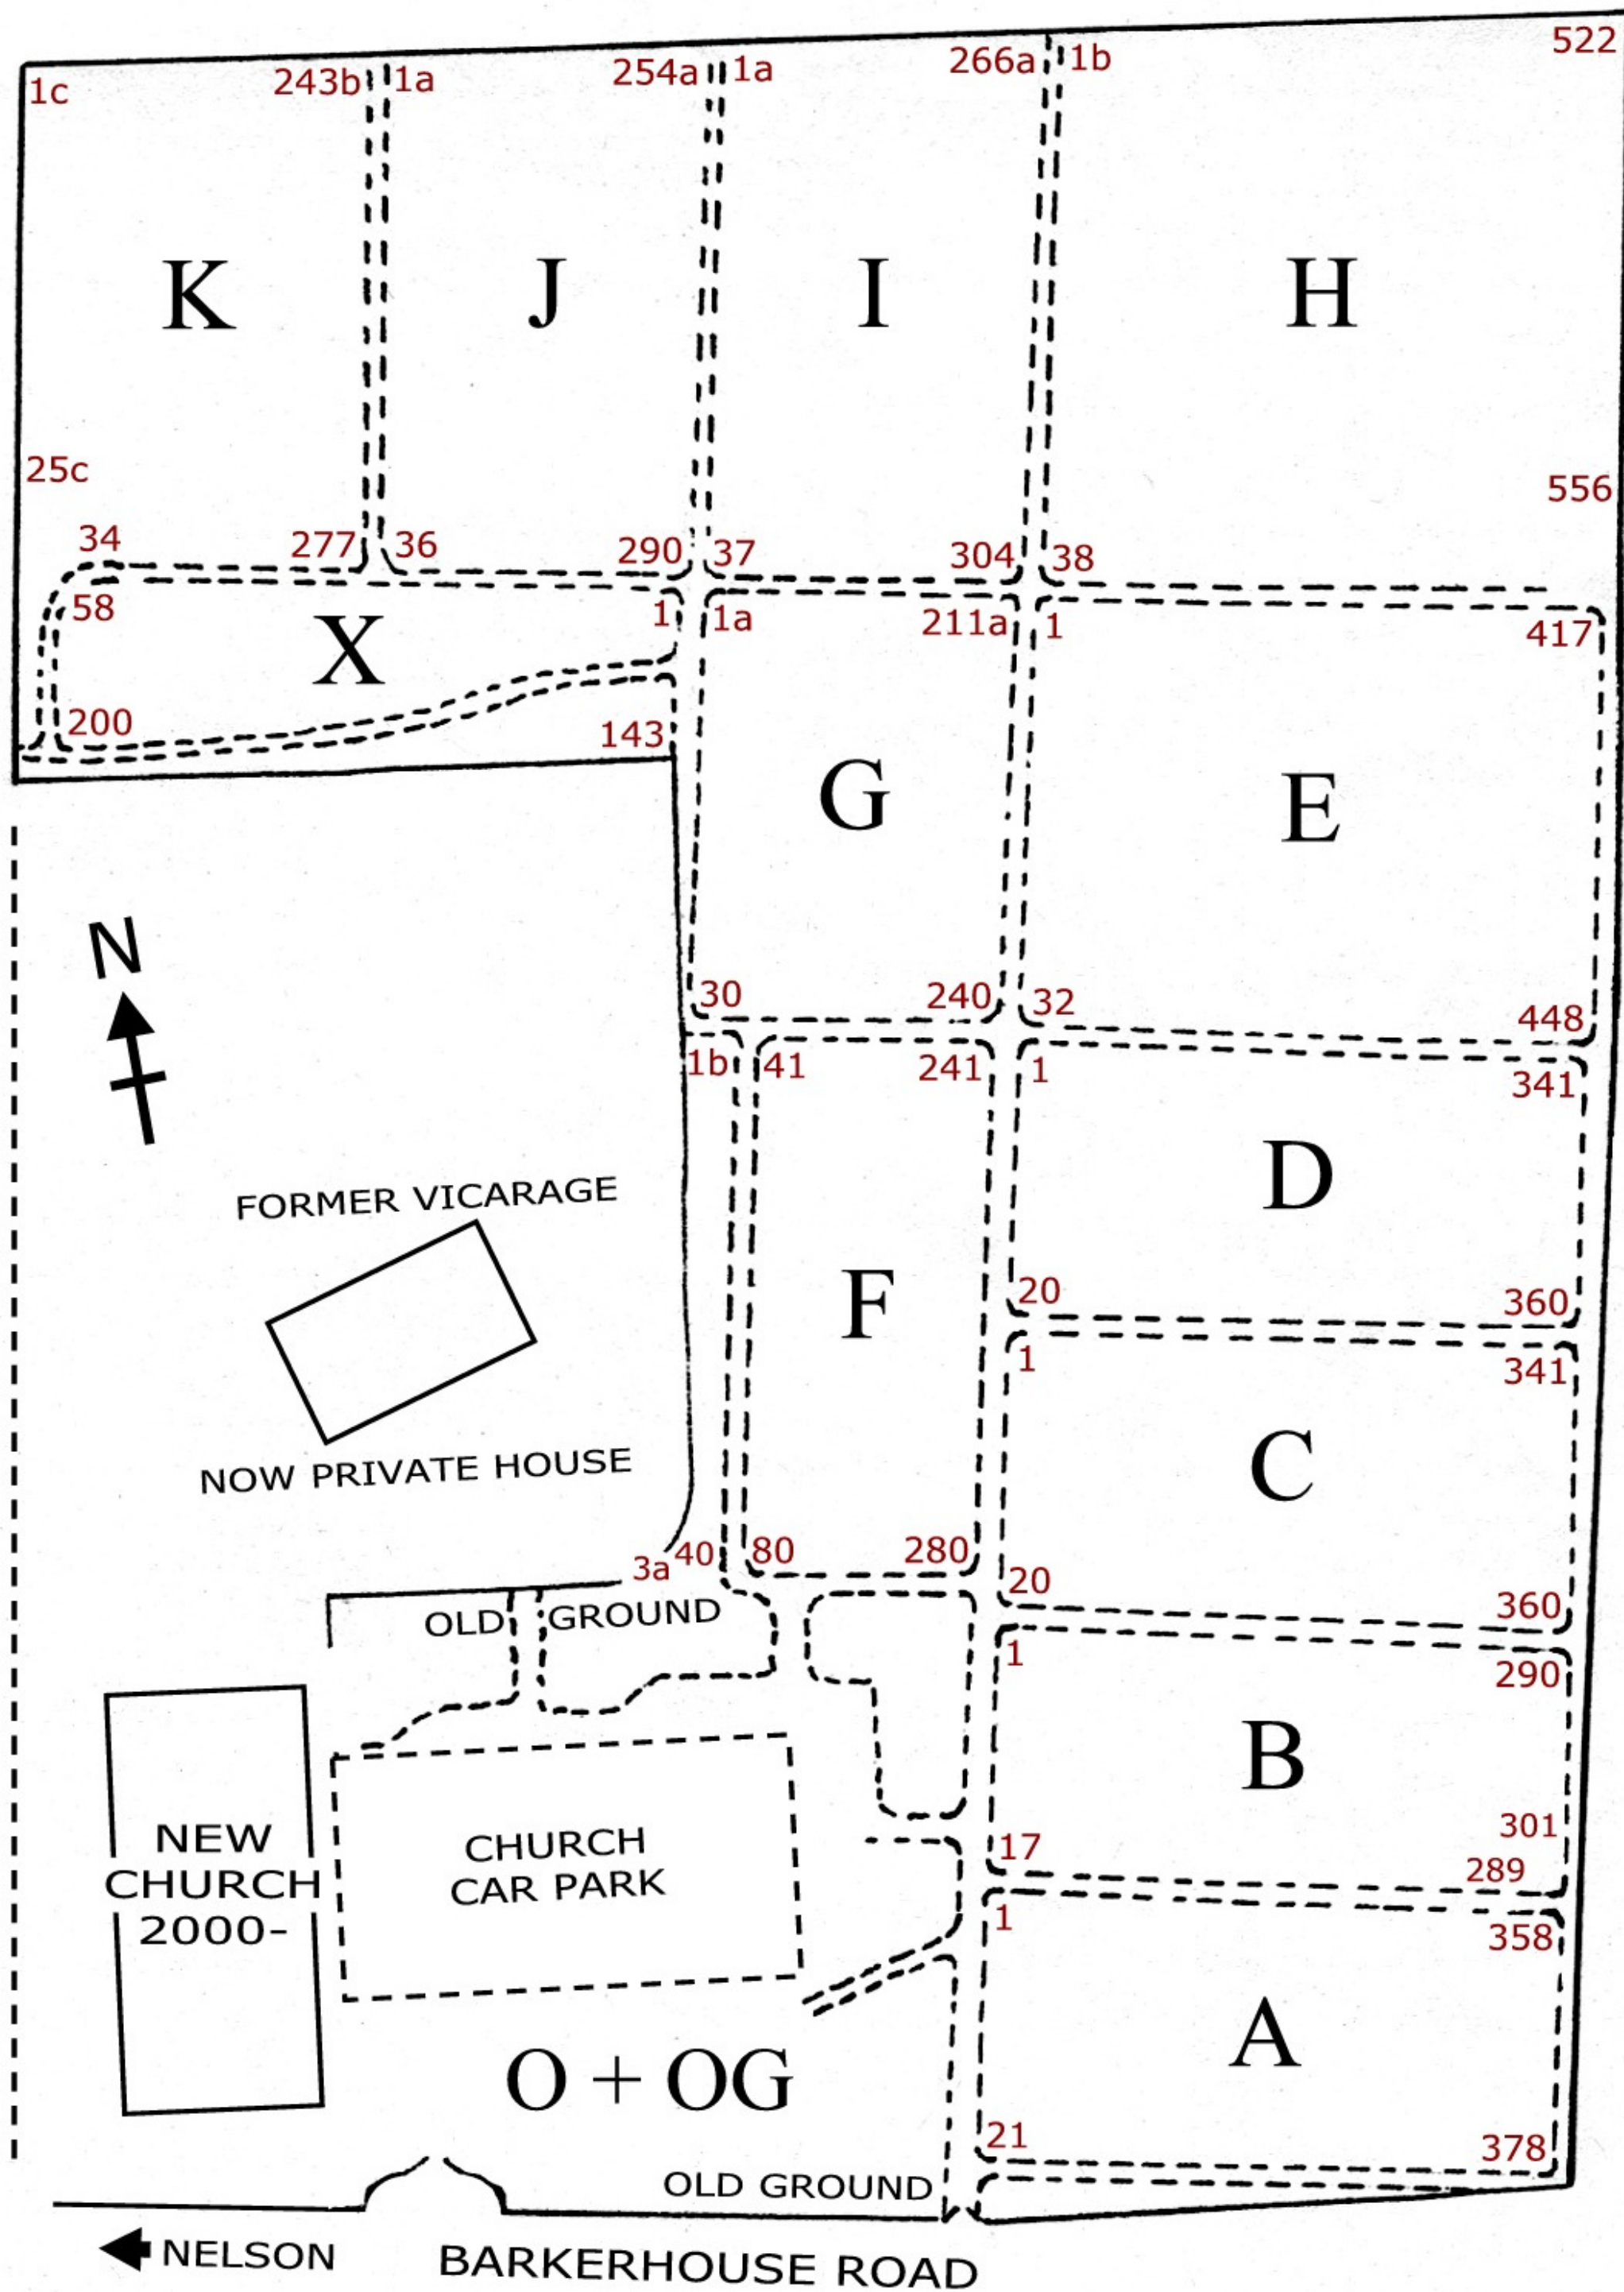 522
1c 243b 1a 254a 1a 266a 1b
K J I H
25c 556
34 277 36 290 37 304 38
58 1 1a 211a 1 417
X
200 143
G E
N
30 240 32 448
1b 41 241 1 341
FORMER VICARAGE
D
20 360
F
1 341
NOW PRIVATE HOUSE
C
3a 40 80 280 20 360
OLD GROUND
1 290
B
NEW
CHURCH
2000-
CHURCH
CAR PARK
301
17 289
1 358
A
O + OG
21 378
OLD GROUND
NELSON
BARKERHOUSE ROAD